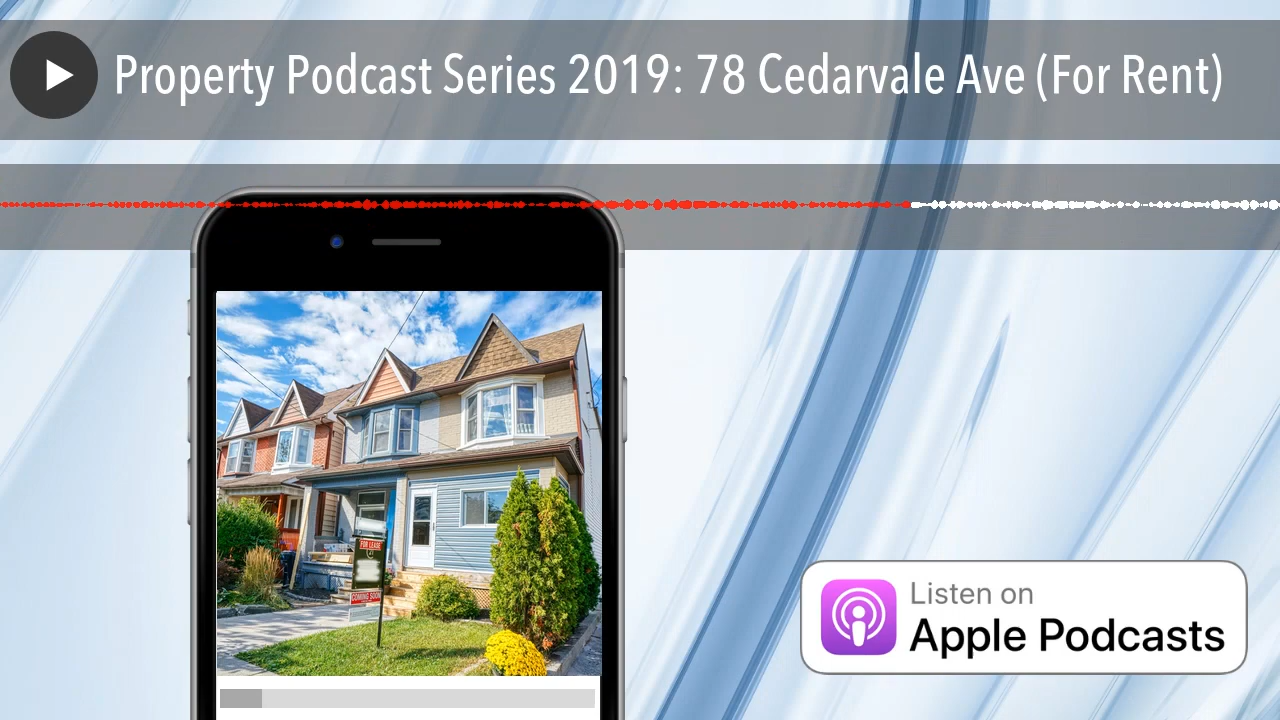 Property Podcast Series 2019: 78 Cedarvale Ave (For Rent)
FOR LEASE
COMING SOON
Listen on
Apple Podcasts